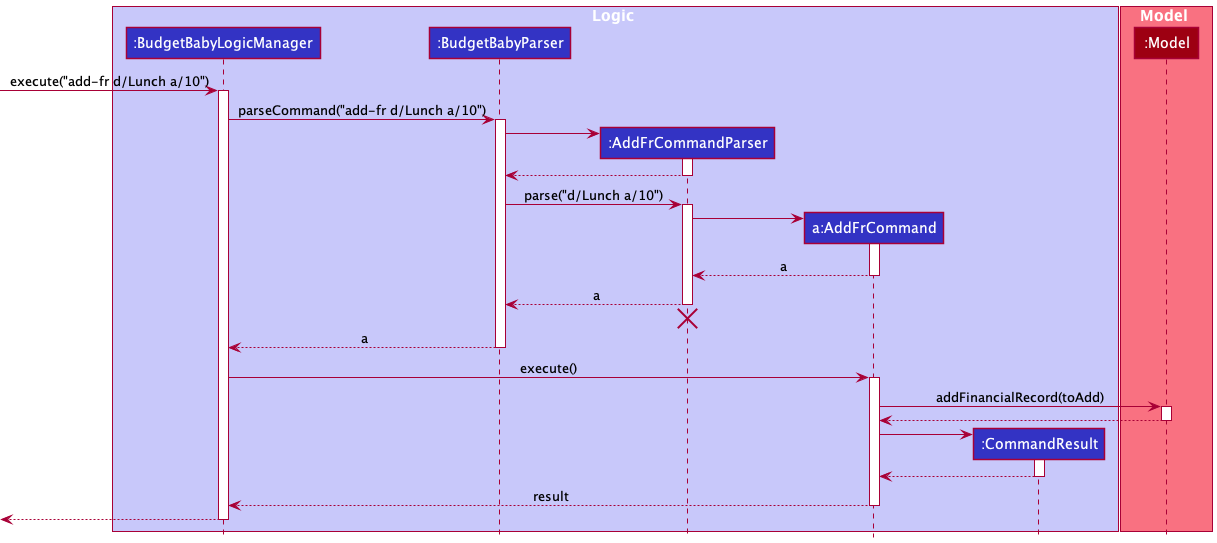 Logic
Model
:BudgetBabyLogicManager
:BudgetBabyParser
:Model
execute("add-fr d/Lunch a/10")
parseCommand("add-fr d/Lunch a/10")
:AddFrCommandParser
parse("d/Lunch a/10")
a:AddFrCommand
a
a
a
execute()
addFinancialRecord(toAdd)
:CommandResult
result